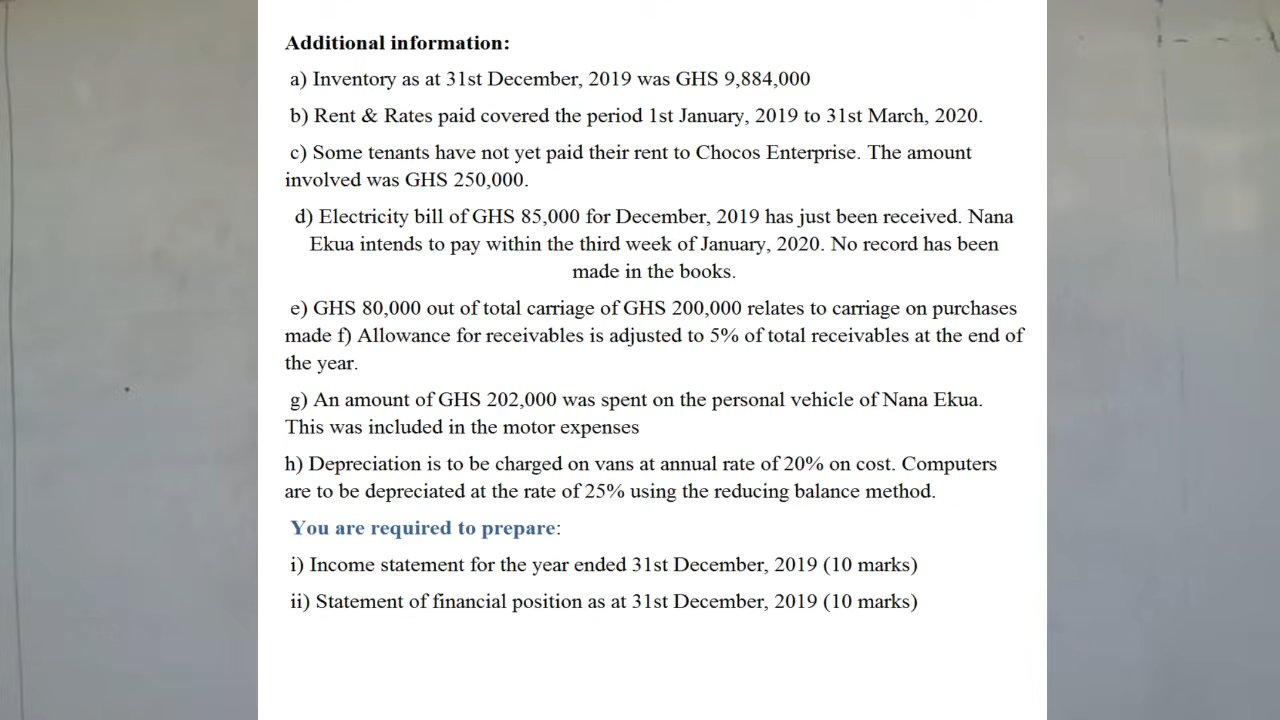 Additional information:
a) Inventory as at 31st December, 2019 was GHS 9,884,000
b) Rent & Rates paid covered the period 1st January, 2019 to 31st March, 2020.
c) Some tenants have not yet paid their rent to Chocos Enterprise. The amount
involved was GHS 250,000.
d) Electricity bill of GHS 85,000 for December, 2019 has just been received. Nana
Ekua intends to pay within the third week of January, 2020. No record has been
made in the books.
e) GHS 80,000 out of total carriage of GHS 200,000 relates to carriage on purchases
made f) Allowance for receivables is adjusted to 5% of total receivables at the end of
the year.
g) An amount of GHS 202,000 was spent on the personal vehicle of Nana Ekua.
This was included in the motor expenses
h) Depreciation is to be charged on vans at annual rate of 20% on cost. Computers
are to be depreciated at the rate of 25% using the reducing balance method.
You are required to prepare:
i) Income statement for the year ended 31st December, 2019 (10 marks)
ii) Statement of financial position as at 31st December, 2019 (10 marks)